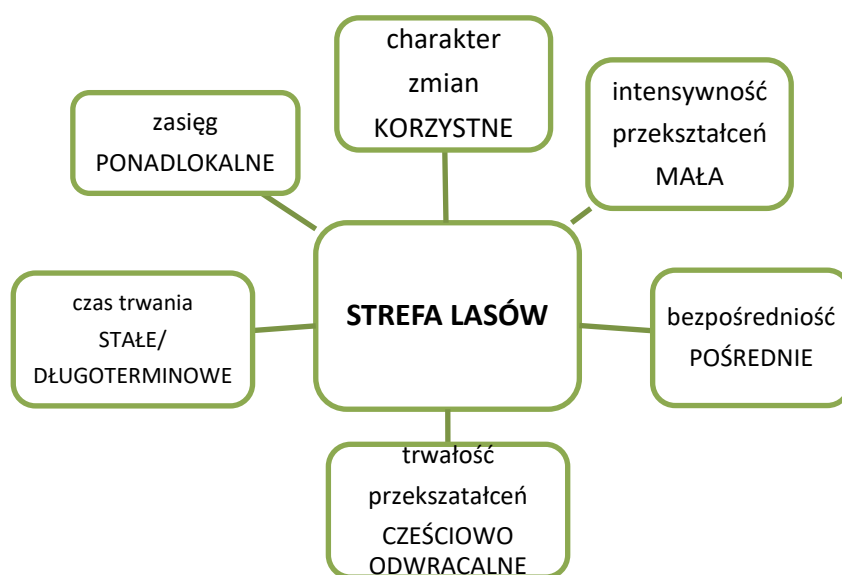 charakter
zmian
KORZYSTNE
intensywność
przekształceń
MAŁA
zasięg
PONADLOKALNE
STREFA LASÓW
czas trwania
STAŁE/
DŁUGOTERMINOWE
bezpośredniość
POŚREDNIE
trwałość
przekszatałceń
CZEŚCIOWO
ODWRACALNE